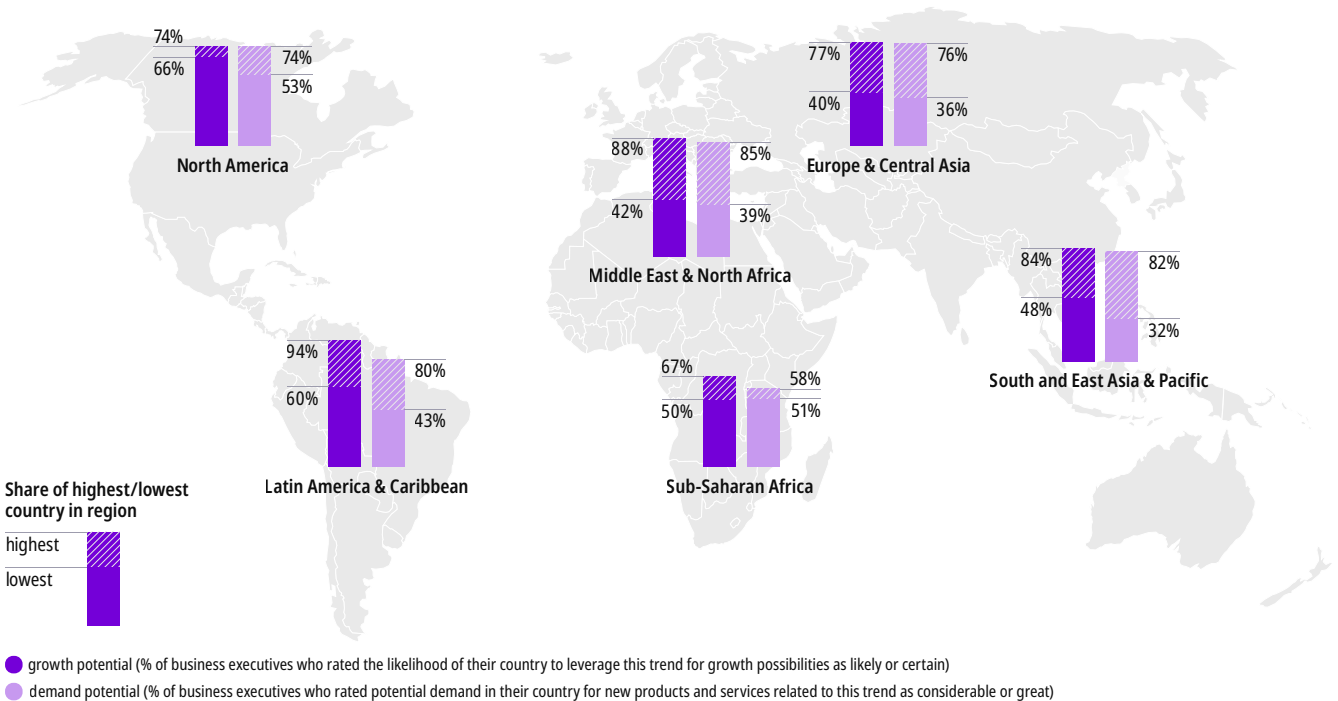 74%
66%
74%
53%
North America
77%
40%
76%
36%
Europe & Central Asia
88%
42%
85%
39%
Middle East & North Africa
84%
48%
82%
32%
South and East Asia & Pacific
94%
60%
80%
43%
Latin America & Caribbean
67%
50%
58%
51%
Sub-Saharan Africa
Share of highest/lowest
country in region
highest
lowest
growth potential (% of business executives who rated the likelihood of their country to leverage this trend for growth possibilities as likely or certain)
demand potential (% of business executives who rated potential demand in their country for new products and services related to this trend as considerable or great)